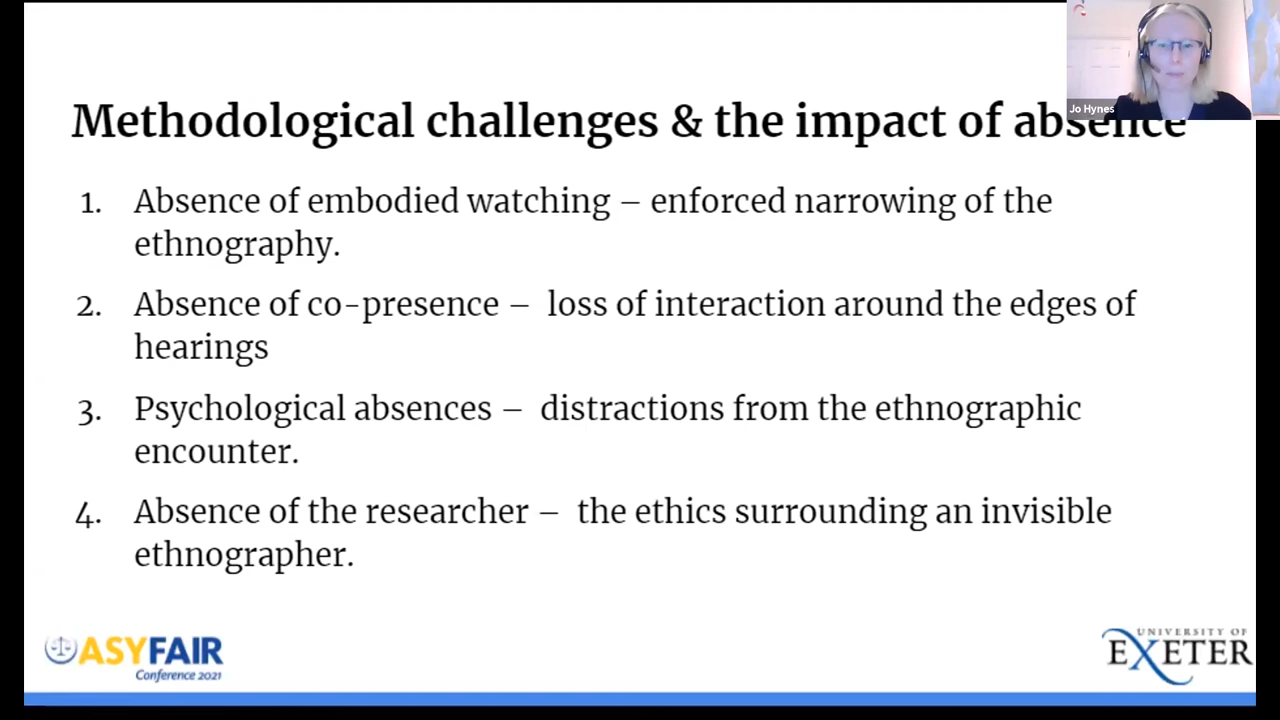 Jo Hynes
Methodological challenges & the impact of absence
1. Absence of embodied watching – enforced narrowing of the
ethnography.
2. Absence of co-presence – loss of interaction around the edges of
hearings
3. Psychological absences – distractions from the ethnographic
encounter.
4. Absence of the researcher – the ethics surrounding an invisible
ethnographer.
ASYFAIR
Conference 2021
UNIVERSITY OF
EXETER